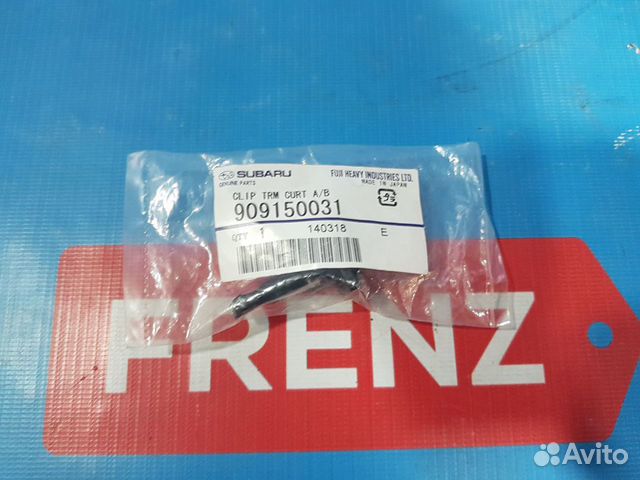 SUBARU
GENUINE PARTS
FUJI HEAVY INDUSTRIES LTD.
MADE IN JAPAN
CLIP TRM CURT A/B
909150031
QTY 1 140318 E
FRENZ
Avito